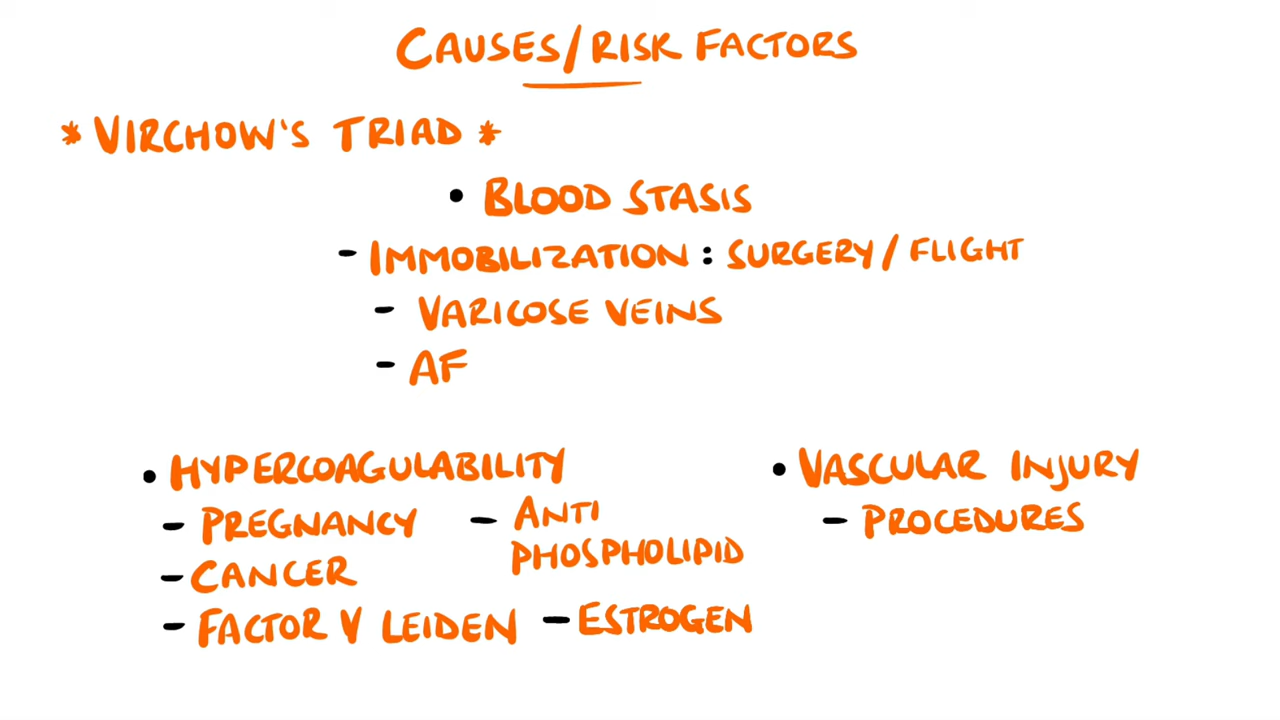 CAUSES/RISK FACTORS
* VIRCHOW'S TRIAD *
• BLOOD STASIS
- IMMOBILIZATION : SURGERY/FLIGHT
- VARICOSE VEINS
- AF
• HYPERCOAGULABILITY
- PREGNANCY
- CANCER
- FACTOR V LEIDEN
- ANTI
PHOSPHOLIPID
- ESTROGEN
• VASCULAR INJURY
- PROCEDURES